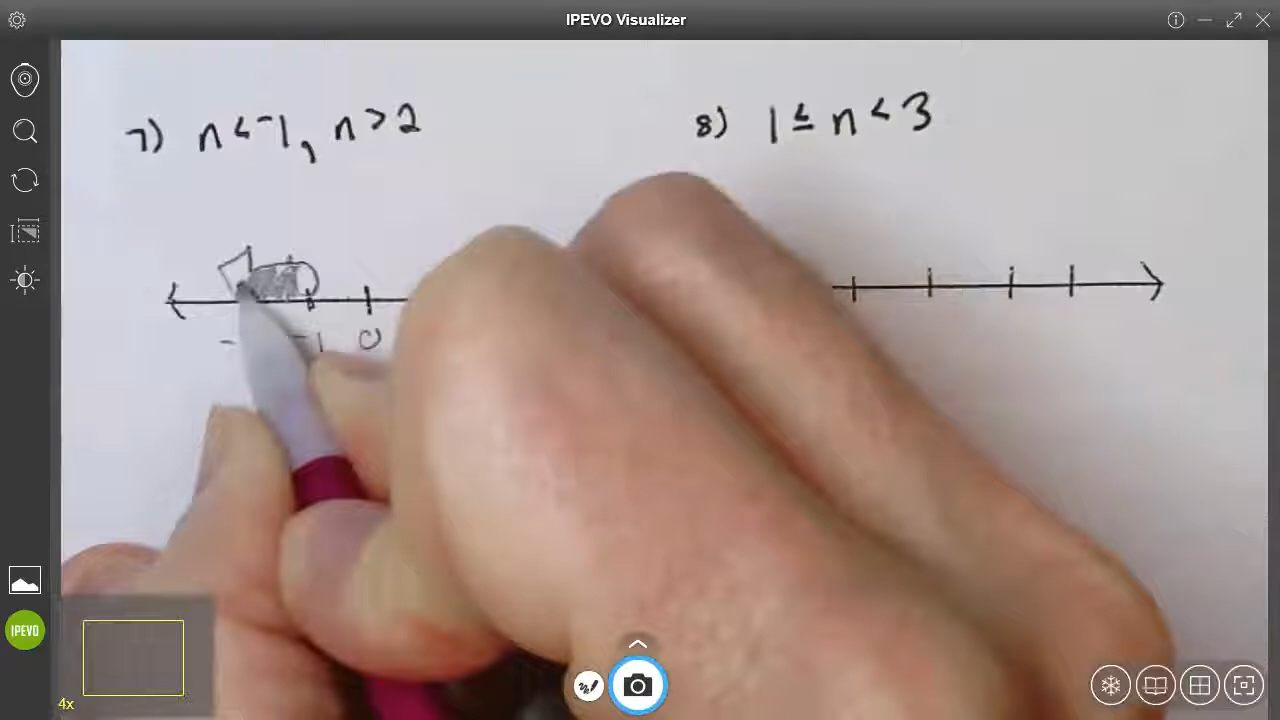 IPEVO Visualizer
7) n < -1, n > 2
8) 1 ≤ n < 3
-1 0
IPEVO
4x